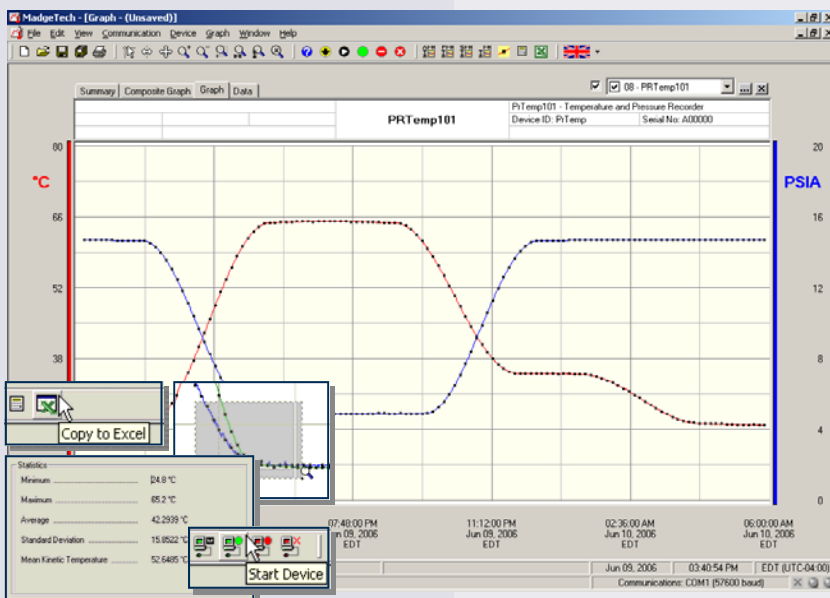 MadgeTech - [Graph - (Unsaved)]
File Edit View Communication Device Graph Window Help
Summary Composite Graph Graph Data
08 - PRTemp101
PRTemp101
PiTemp101 - Temperature and Pressure Recorder
Device ID: PiTemp Serial No: A00000
80 20
°C PSIA
66 16
52 12
38 8
4
0
Copy to Excel
Statistics
Minimum 24.8 °C
Maximum 65.2 °C
Average 42.2939 °C
Standard Deviation 15.8522 °C
Mean Kinetic Temperature 52.6485 °C
Start Device
07:48:00 PM 11:12:00 PM 02:36:00 AM 06:00:00 AM
Jun 09, 2006 Jun 10, 2006 Jun 10, 2006
EDT EDT EDT EDT
Jun 09, 2006 03:40:54 PM EDT (UTC-04:00)
Communications: COM1 (57600 baud)